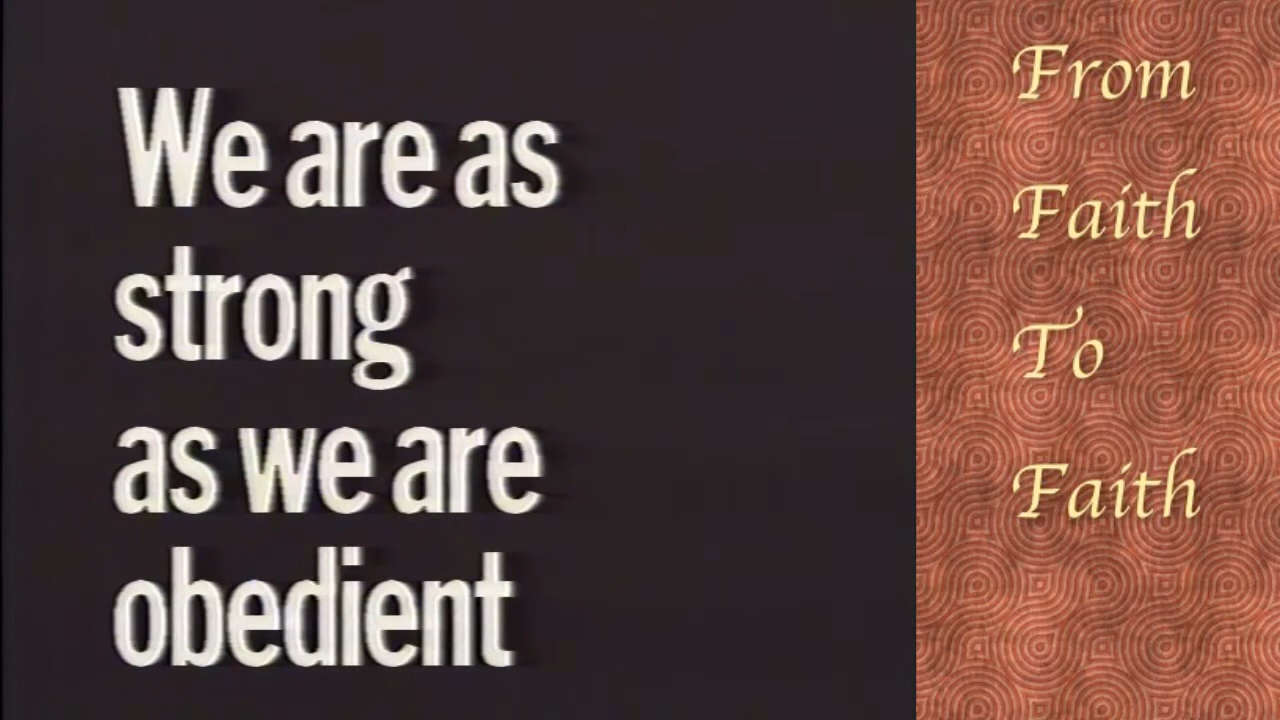 We are as
strong
as we are
obedient
From
Faith
To
Faith